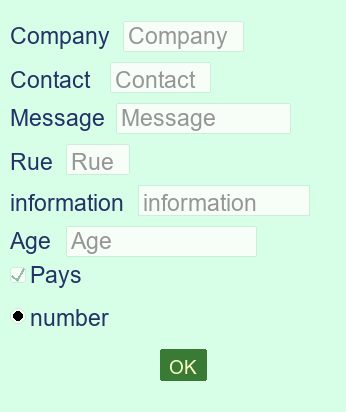 Company Company
Contact Contact
Message Message
Rue Rue
information information
Age Age
Pays
number
OK